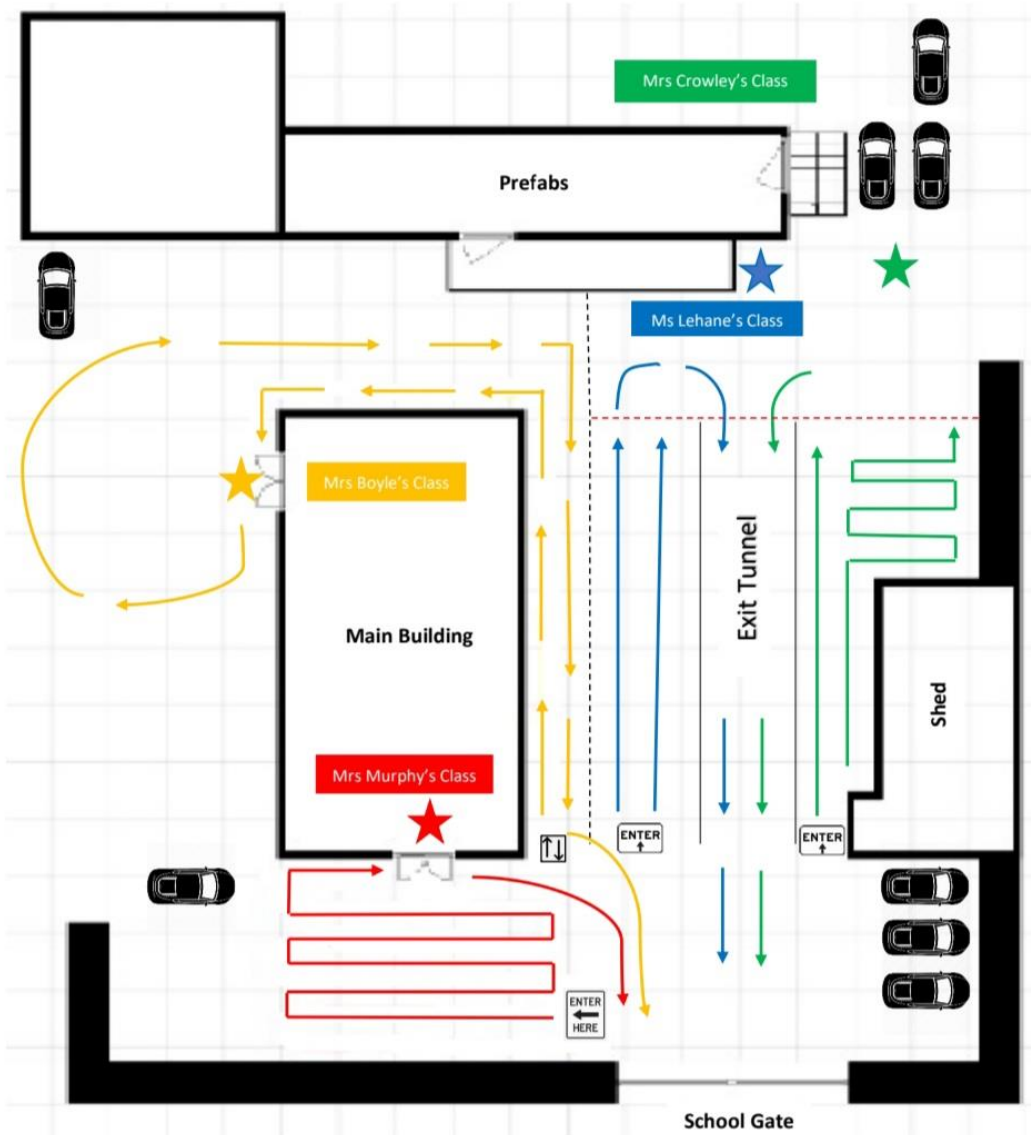 Mrs Crowley's Class
Prefabs
Ms Lehane's Class
Mrs Boyle's Class
Exit Tunnel
Main Building
Shed
Mrs Murphy's Class
ENTER
ENTER
ENTER
HERE
School Gate